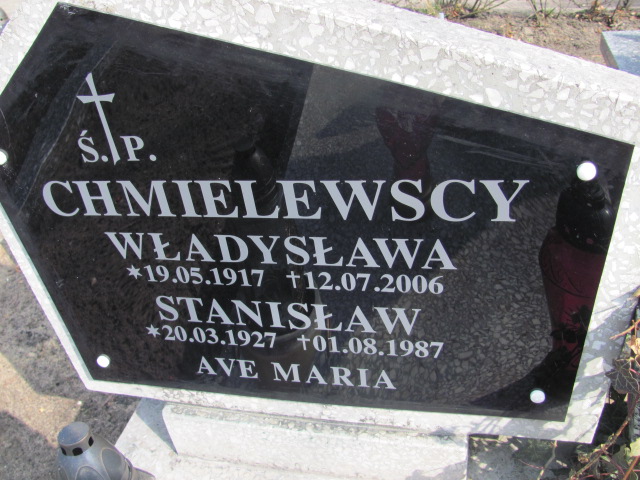 Ś.P.
CHMIELEWSCY
WŁADYSŁAWA
*19.05.1917 †12.07.2006
STANISŁAW
*20.03.1927 †01.08.1987
AVE MARIA